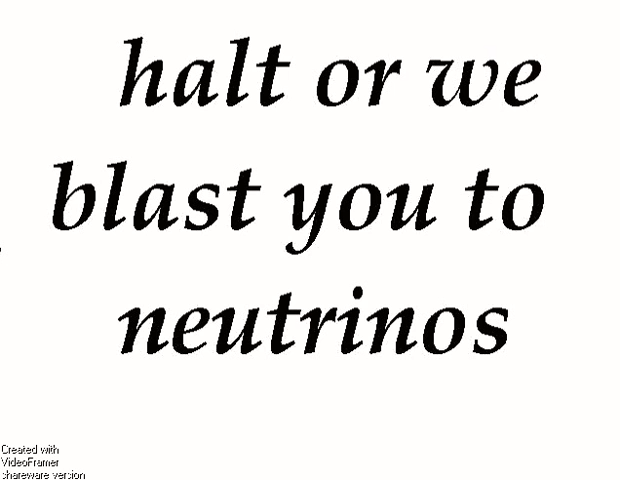 halt or we
blast you to
neutrinos
Created with
VideoFramer
shareware version